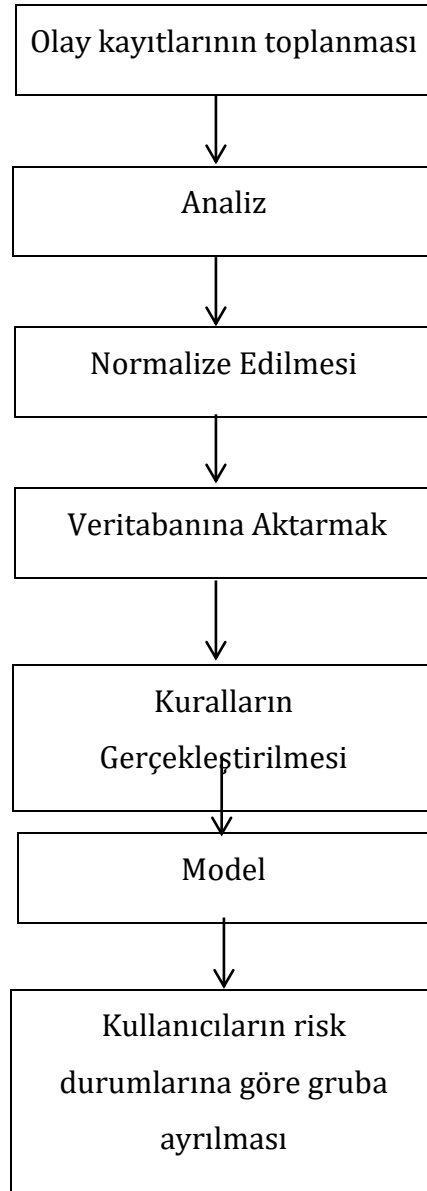 Olay kayıtlarının toplanması
Analiz
Normalize Edilmesi
Veritabanına Aktarmak
Kuralların
Gerçekleştirilmesi
Model
Kullanıcıların risk
durumlarına göre gruba
ayrılması